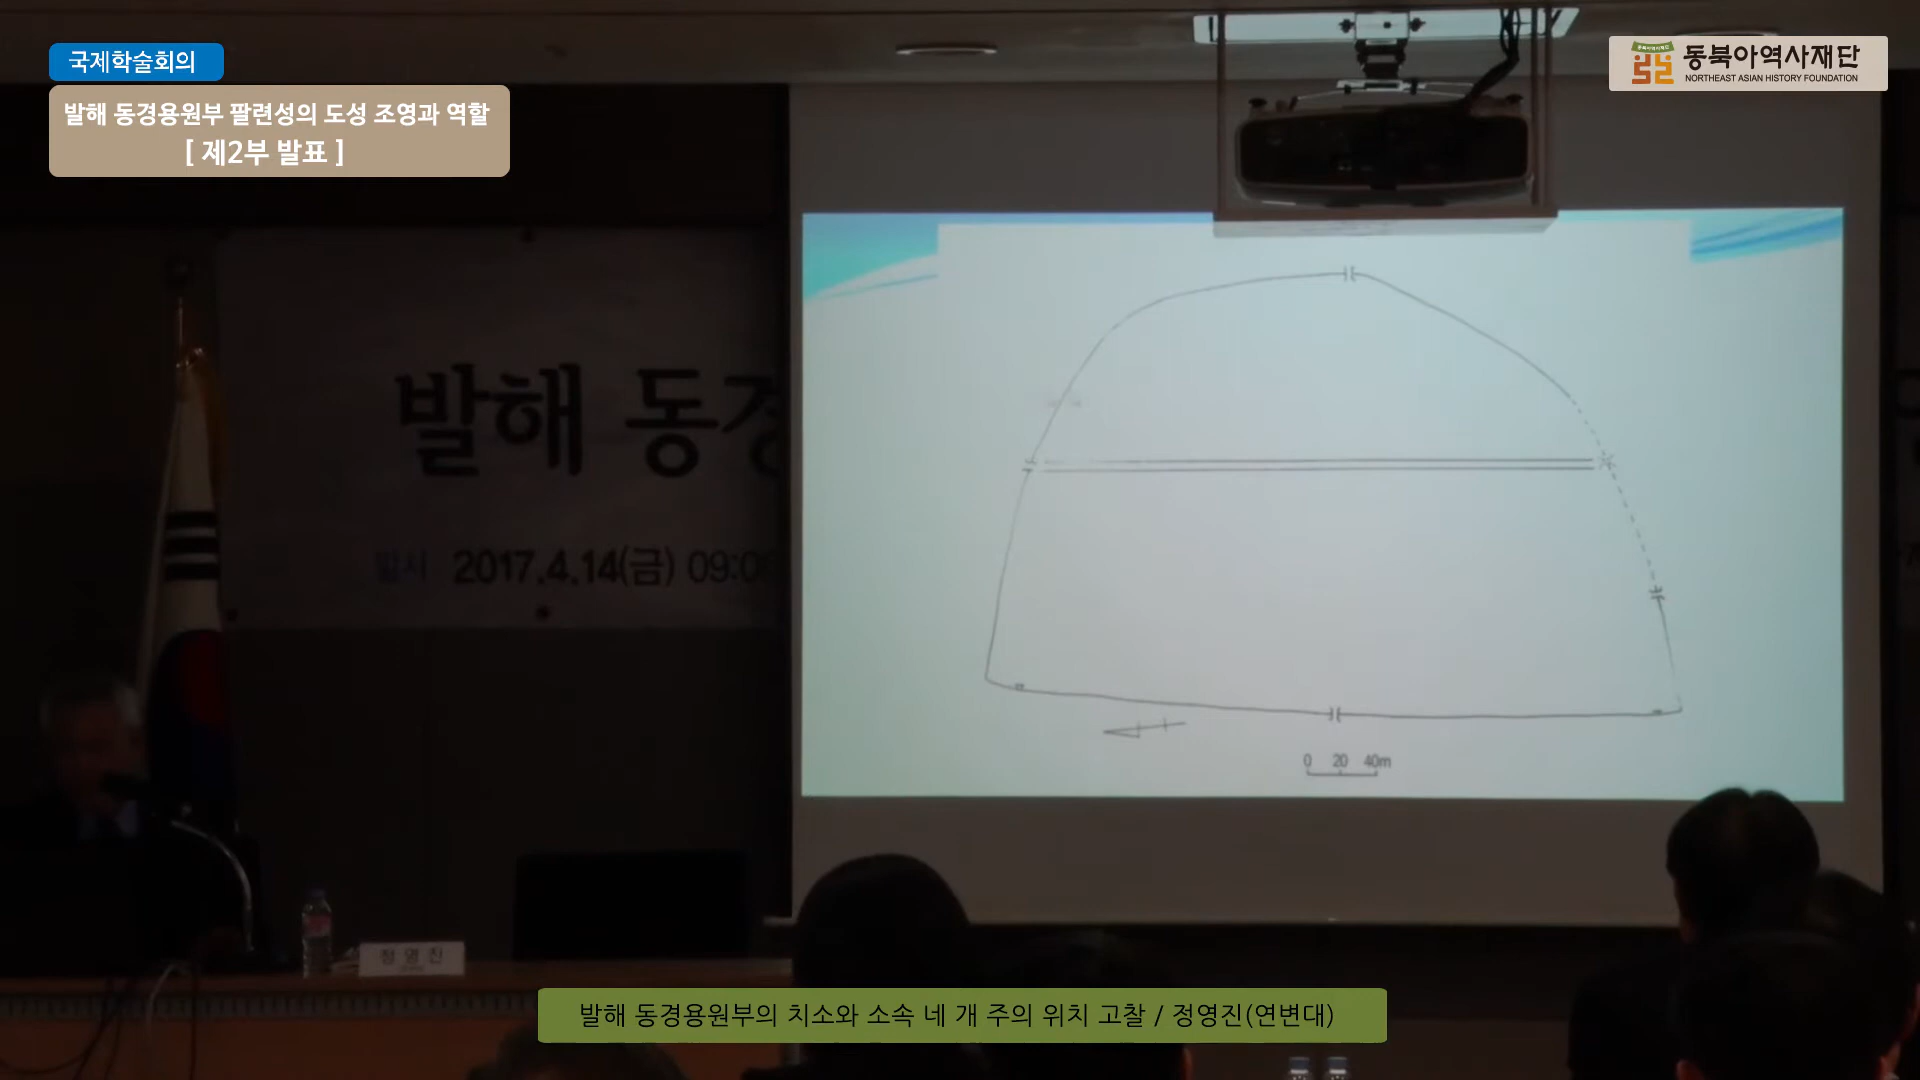 국제학술회의
발해 동경용원부 팔련성의 도성 조영과 역할
[ 제2부 발표 ]
동북아역사재단
NORTHEAST ASIAN HISTORY FOUNDATION
발해 동경
일시 2017.4.14(금) 09:00
0 20 40m
정영진
발해 동경용원부의 치소와 소속 네 개 주의 위치 고찰 / 정영진(연변대)